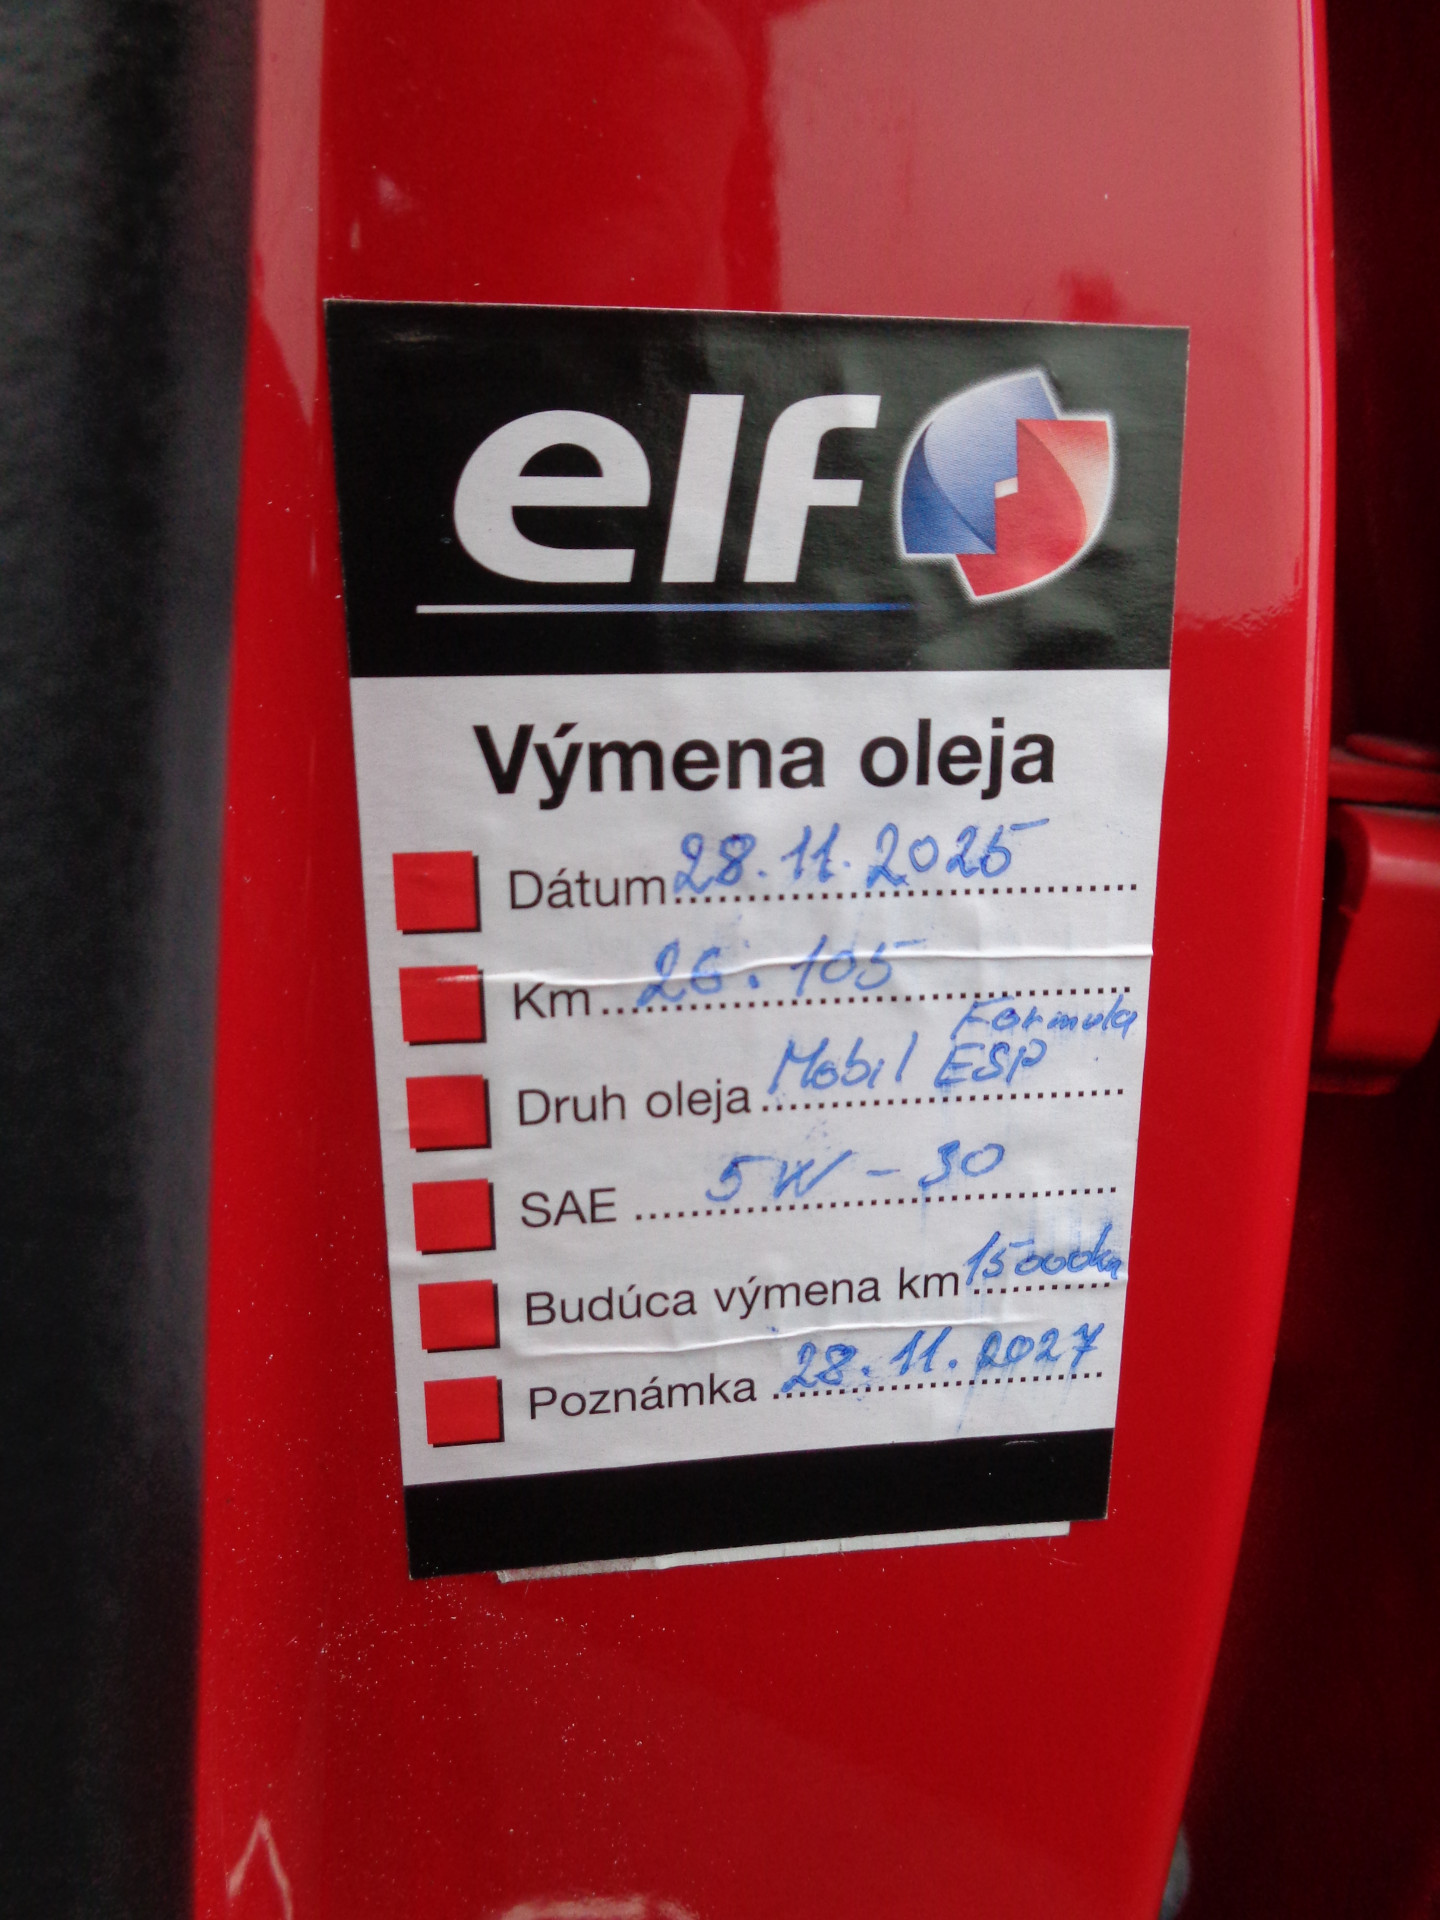 elf
Výmena oleja
Dátum 28.11.2025
Km 26.105
Formula
Druh oleja Mobil ESP
SAE 5W-30
Budúca výmena km 15000km
Poznámka 28.11.2027